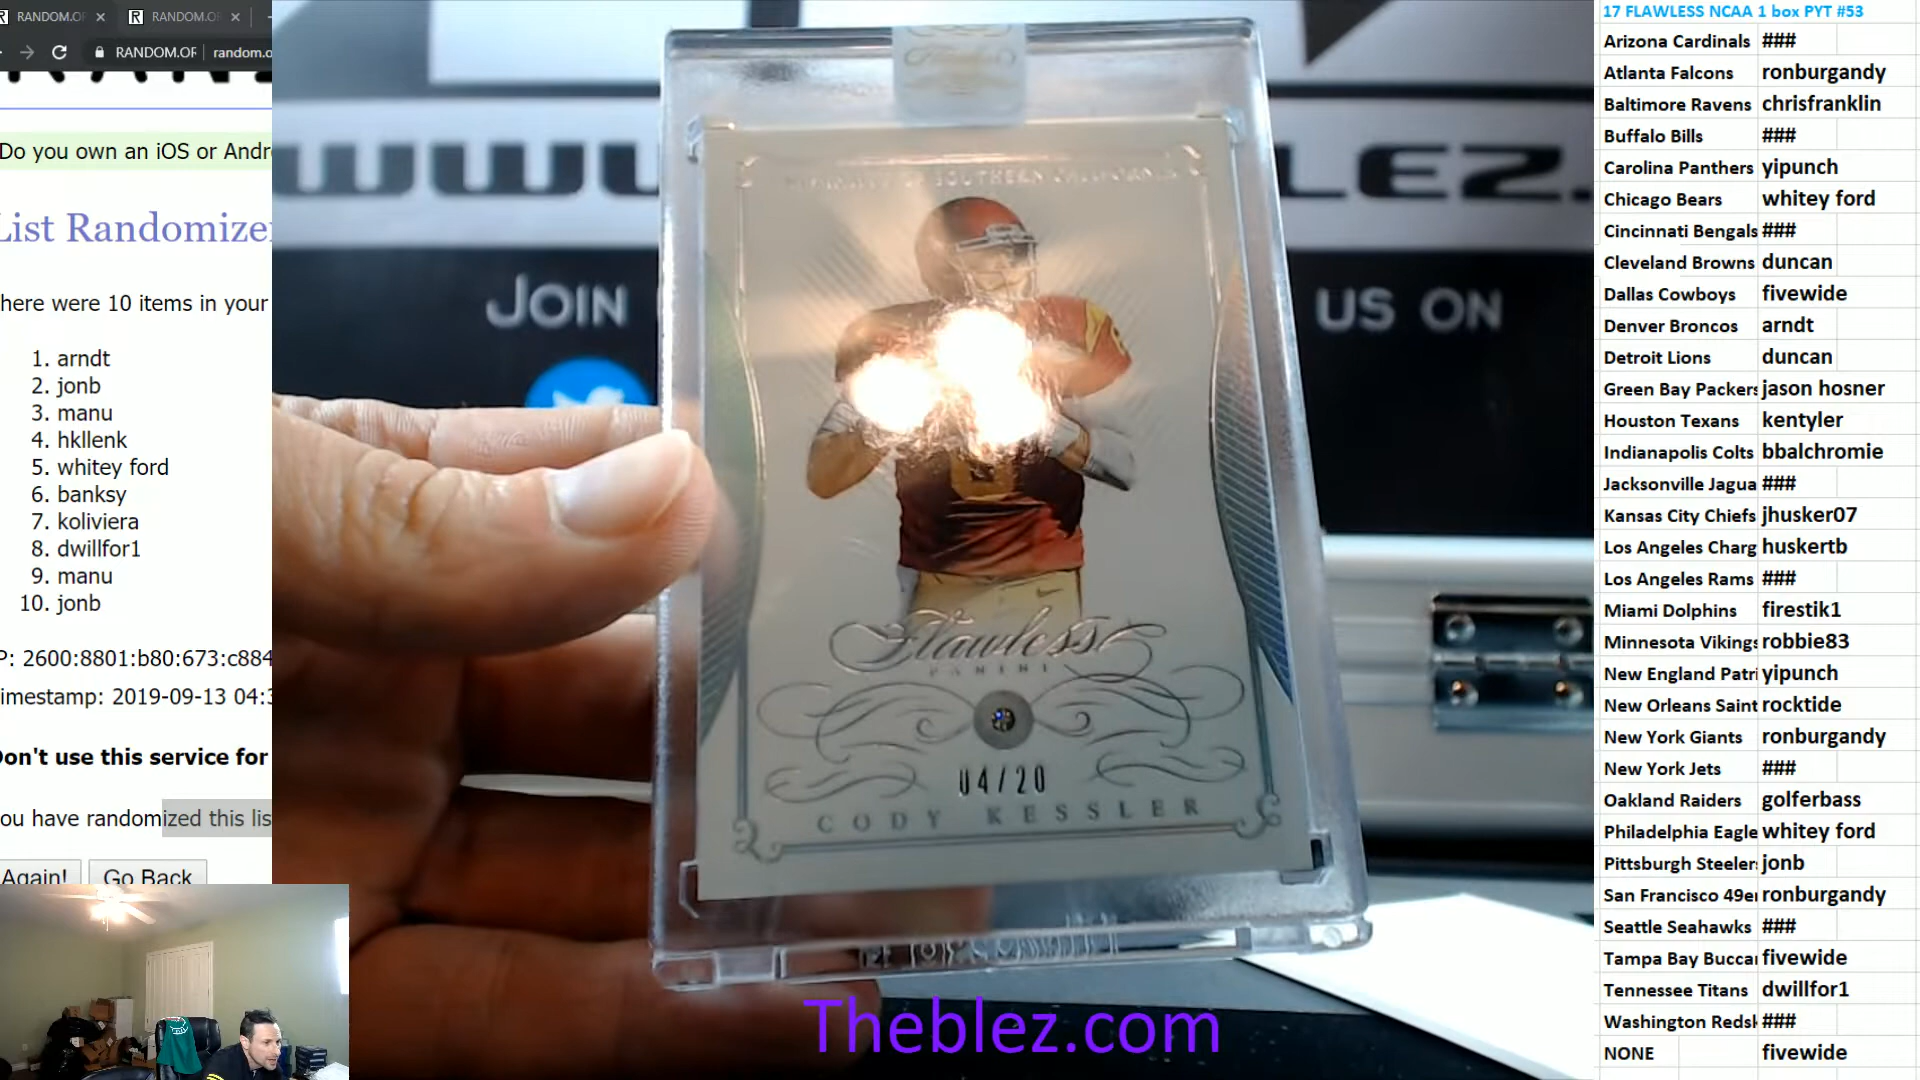 RANDOM.OF
RANDOM.OF
RANDOM.OF
random.o
Do you own an iOS or Andr
List Randomize
here were 10 items in your
1. arndt
2. jonb
3. manu
4. hkllenk
5. whitey ford
6. banksy
7. koliviera
8. dwillfor1
9. manu
10. jonb
P: 2600:8801:b80:673:c884
imestamp: 2019-09-13 04:3
Don't use this service for
ou have randomized this lis
Again!
Go Back
WWW
LEZ.
JOIN
US ON
SOUTHERN CALIFORNIA
Flawless
PANINI
04/20
CODY KESSLER
Theblez.com
17 FLAWLESS NCAA 1 box PYT #53
Arizona Cardinals ###
Atlanta Falcons ronburgandy
Baltimore Ravens chrisfranklin
Buffalo Bills ###
Carolina Panthers yipunch
Chicago Bears whitey ford
Cincinnati Bengals ###
Cleveland Browns duncan
Dallas Cowboys fivewide
Denver Broncos arndt
Detroit Lions duncan
Green Bay Packers jason hosner
Houston Texans kentyler
Indianapolis Colts bbalchromie
Jacksonville Jagua ###
Kansas City Chiefs jhusker07
Los Angeles Charg huskertb
Los Angeles Rams ###
Miami Dolphins firestik1
Minnesota Vikings robbie83
New England Patri yipunch
New Orleans Saint rocktide
New York Giants ronburgandy
New York Jets ###
Oakland Raiders golferbass
Philadelphia Eagle whitey ford
Pittsburgh Steelers jonb
San Francisco 49er ronburgandy
Seattle Seahawks ###
Tampa Bay Buccar fivewide
Tennessee Titans dwillfor1
Washington Redsk ###
NONE fivewide